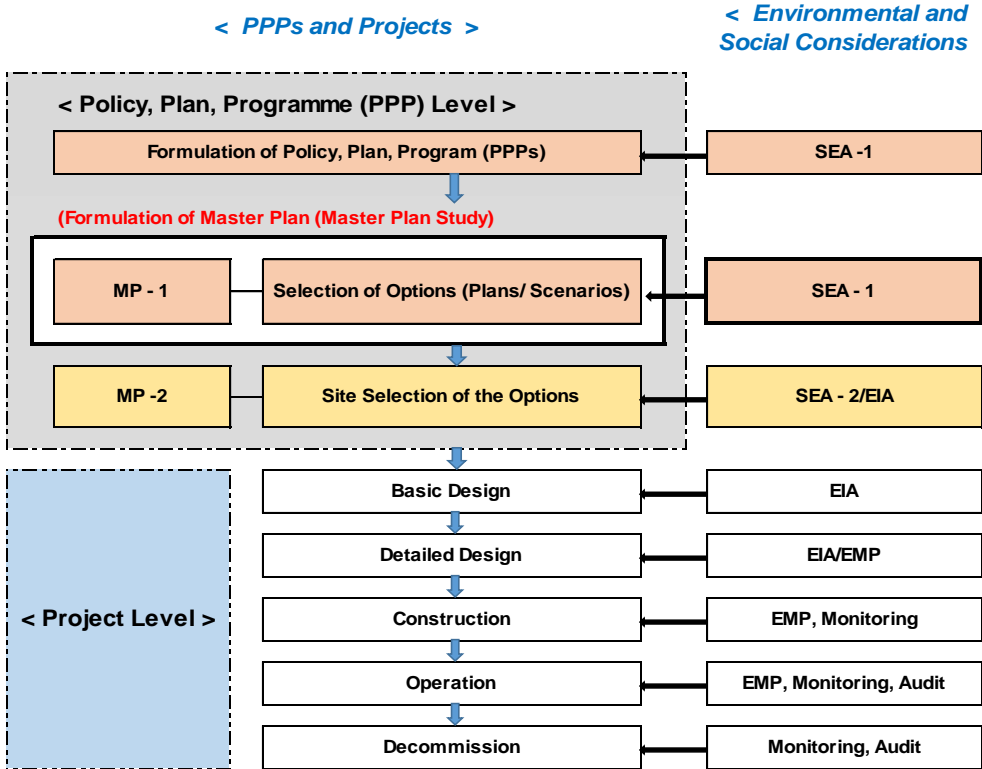 < PPPs and Projects >
< Environmental and
Social Considerations
< Policy, Plan, Programme (PPP) Level >
Formulation of Policy, Plan, Program (PPPs)
SEA -1
(Formulation of Master Plan (Master Plan Study)
MP - 1
Selection of Options (Plans/ Scenarios)
SEA - 1
MP -2
Site Selection of the Options
SEA - 2/EIA
Basic Design
EIA
Detailed Design
EIA/EMP
< Project Level >
Construction
EMP, Monitoring
Operation
EMP, Monitoring, Audit
Decommission
Monitoring, Audit